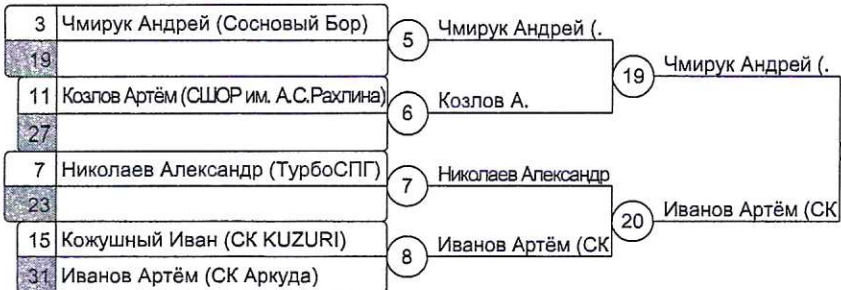 3 Чмирук Андрей (Сосновый Бор)
19
5 Чмирук Андрей (.
19 Чмирук Андрей (.
11 Козлов Артём (СШОР им. А.С.Рахлина)
27
6 Козлов А.
7 Николаев Александр (ТурбоСПГ)
23
7 Николаев Александр
20 Иванов Артём (СК
15 Кожушный Иван (СК KUZURI)
31 Иванов Артём (СК Аркуда)
8 Иванов Артём (СК